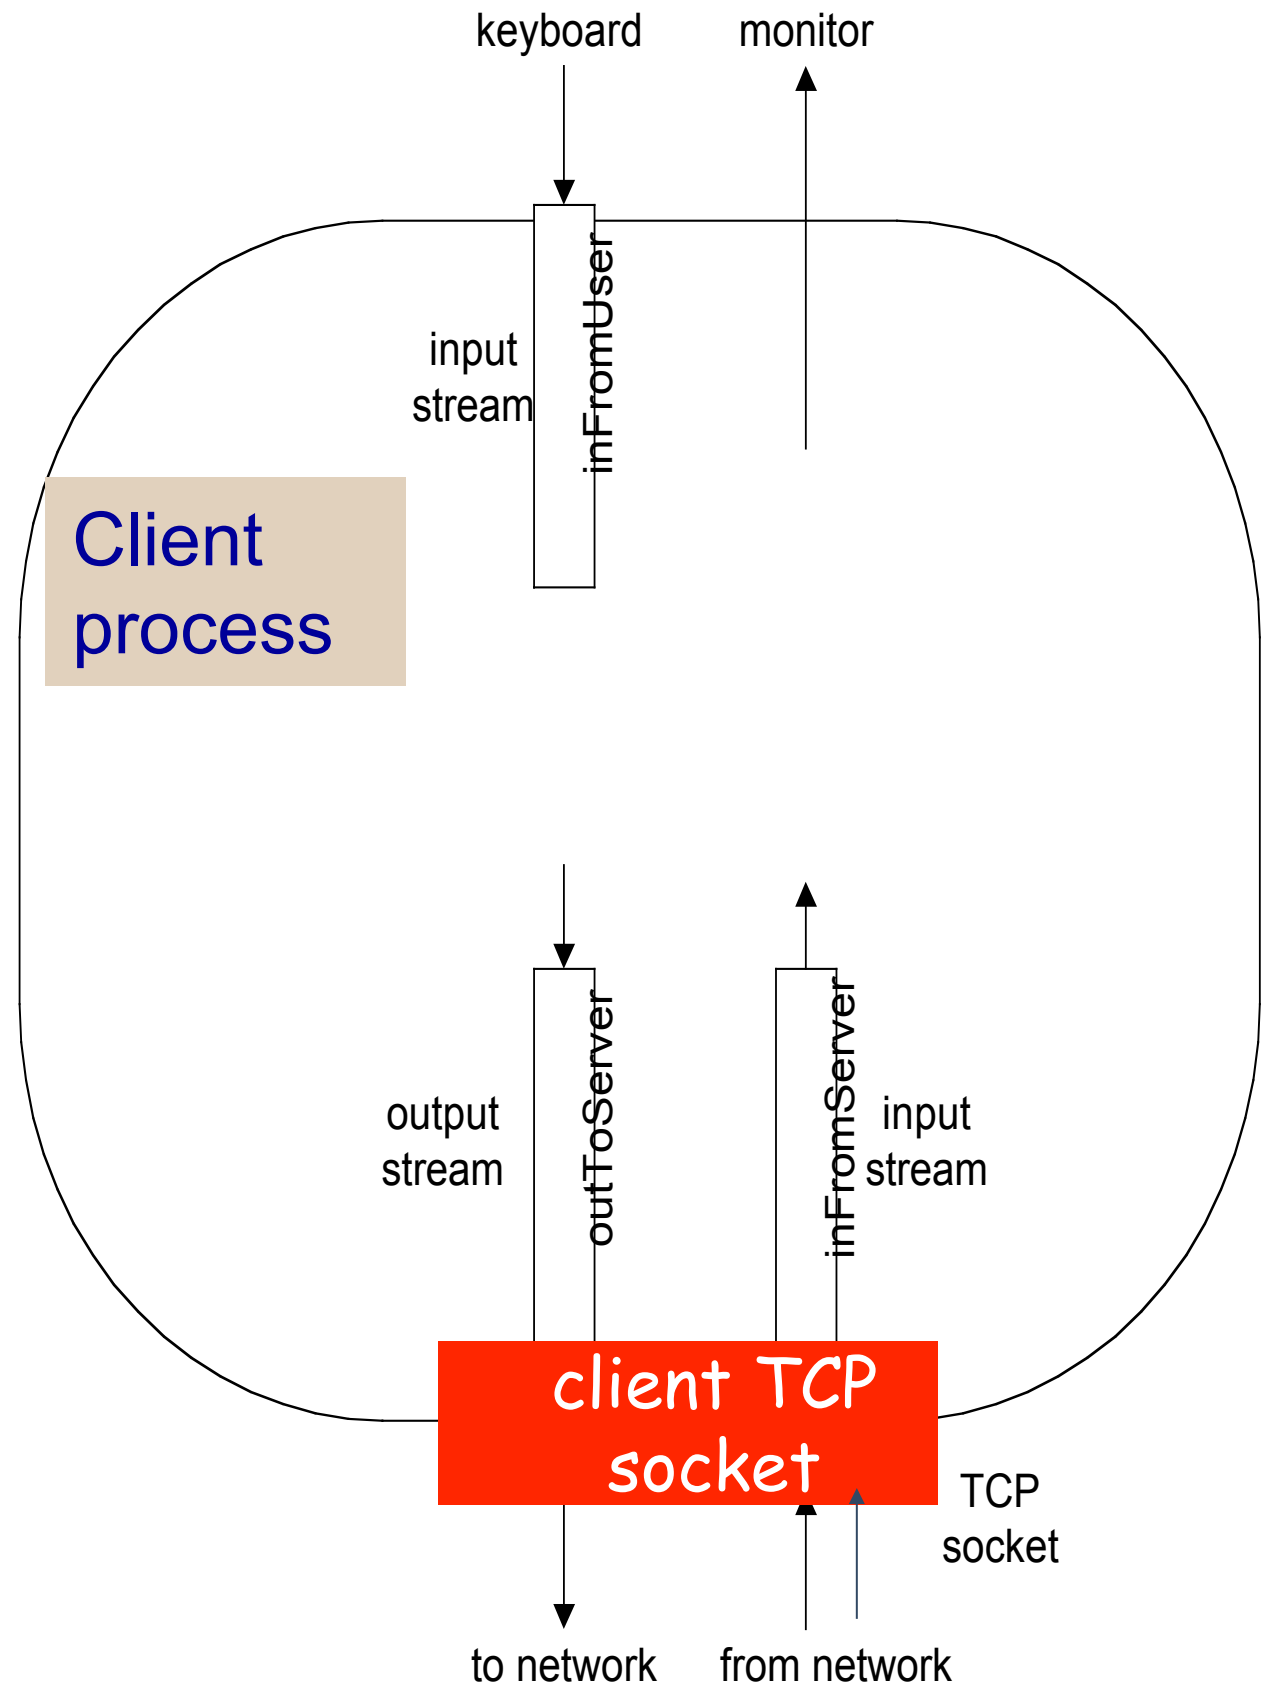 keyboard
monitor
inFromUser
input
stream
Client
process
outToServer
inFromServer
output
stream
input
stream
client TCP
socket
TCP
socket
to network
from network